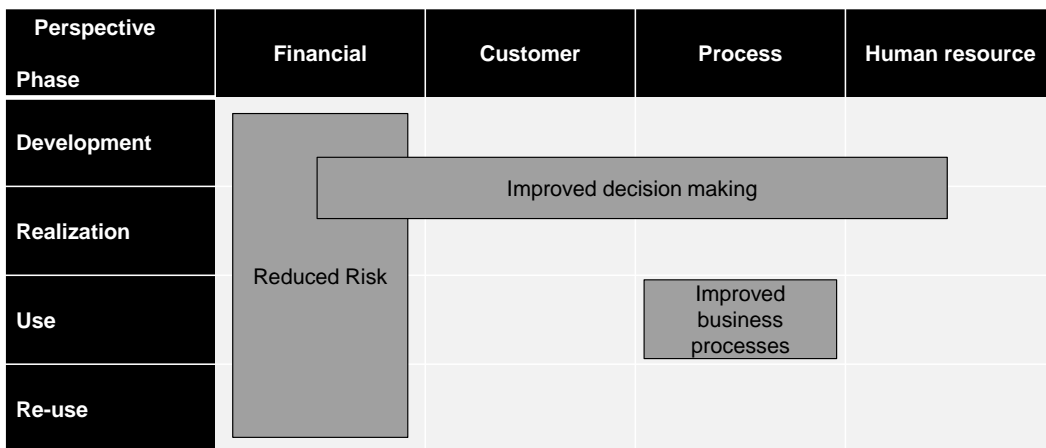 Perspective
Phase
Financial
Customer
Process
Human resource
Development
Improved decision making
Realization
Reduced Risk
Use
Improved
business
processes
Re-use